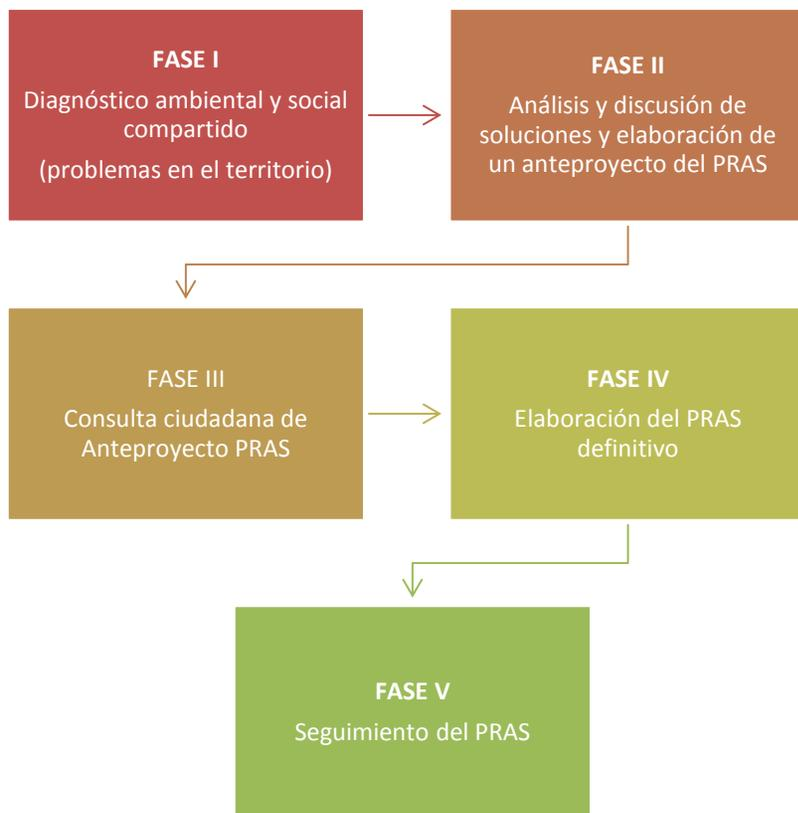 FASE I
Diagnóstico ambiental y social
compartido
(problemas en el territorio)
FASE II
Análisis y discusión de
soluciones y elaboración de
un anteproyecto del PRAS
FASE III
Consulta ciudadana de
Anteproyecto PRAS
FASE IV
Elaboración del PRAS
definitivo
FASE V
Seguimiento del PRAS